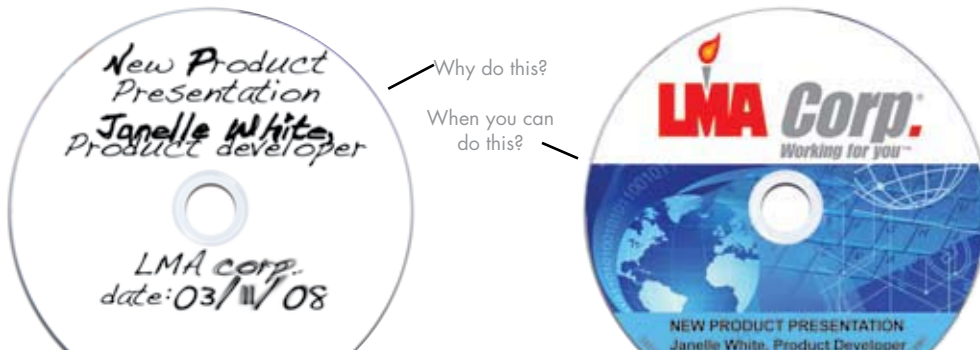 New Product
Presentation
Janelle White,
Product developer
LMA corp.
date: 03/11/08
Why do this?
When you can
do this?
LMA Corp.
Working for you™
NEW PRODUCT PRESENTATION
Janelle White, Product Developer